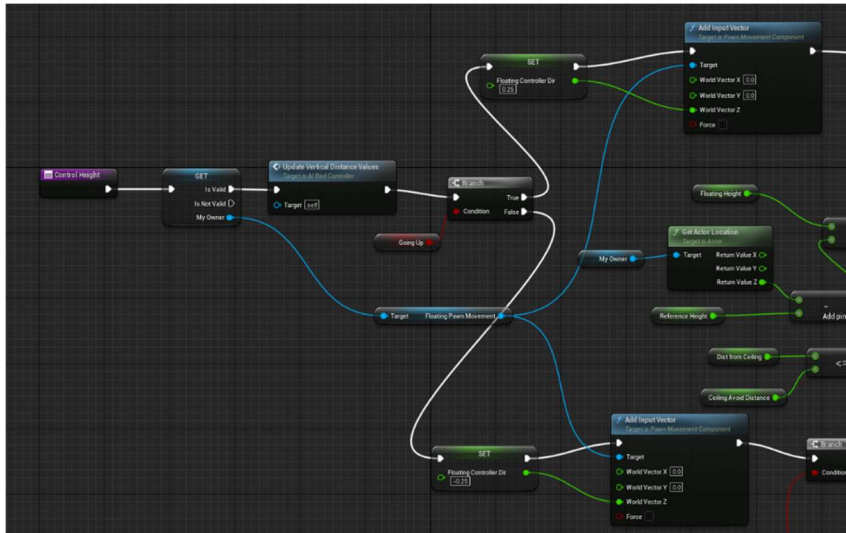 Add Input Vector
Target is Pawn Movement Component
Target
World Vector X 0.0
World Vector Y 0.0
World Vector Z
Force
SET
Floating Controller Dir
0.25
Control Height
GET
Is Valid
Is Not Valid
My Owner
Update Vertical Distance Values
Target is AI Bed Controller
Target self
Branch
True
Condition False
Going Up
Floating Height
Get Actor Location
Target is Actor
Target Return Value X
Return Value Y
Return Value Z
My Owner
Target Floating Pawn Movement
Reference Height
-
Add pin
Dist from Ceiling
<=
Ceiling Avoid Distance
Add Input Vector
Target is Pawn Movement Component
Target
World Vector X 0.0
World Vector Y 0.0
World Vector Z
Force
SET
Floating Controller Dir
-0.25
Branch
Condition